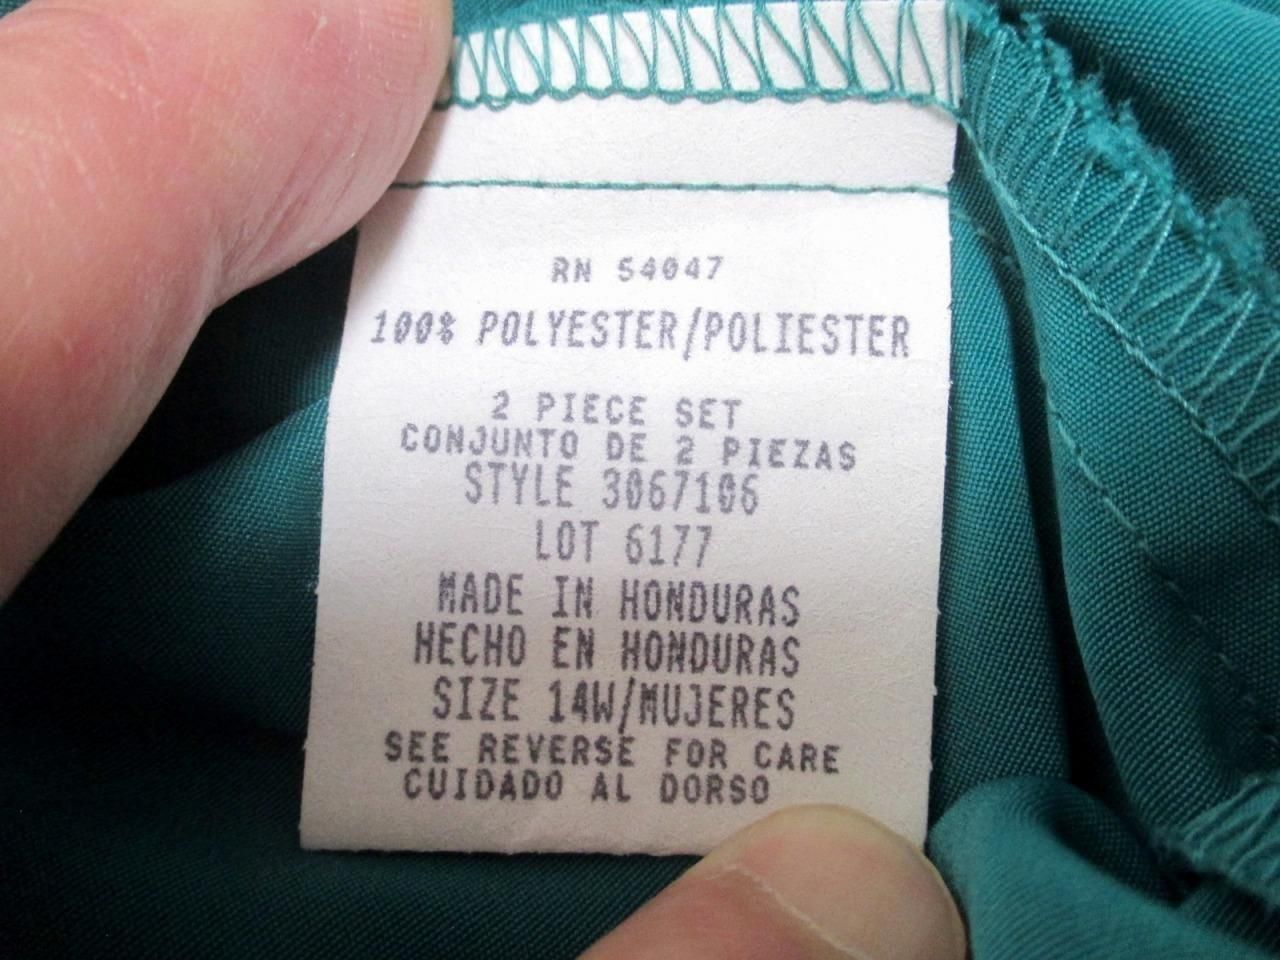 RN 54047
100% POLYESTER/POLIESTER
2 PIECE SET
CONJUNTO DE 2 PIEZAS
STYLE 3067106
LOT 6177
MADE IN HONDURAS
HECHO EN HONDURAS
SIZE 14W/MUJERES
SEE REVERSE FOR CARE
CUIDADO AL DORSO